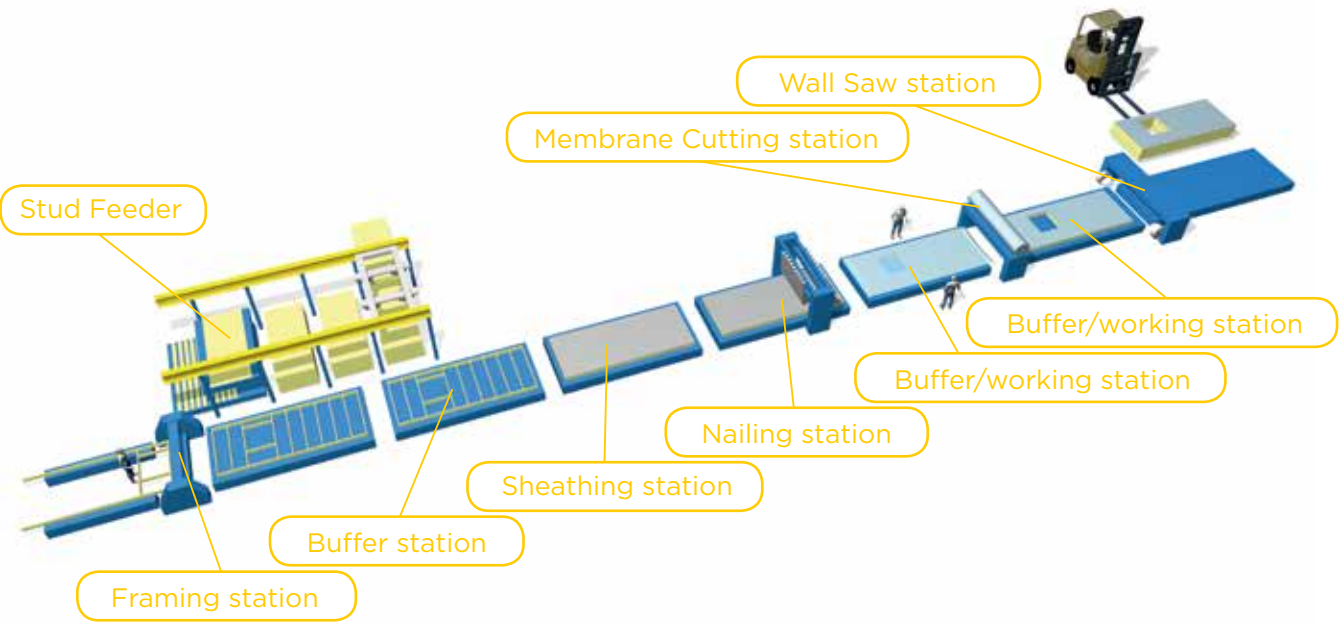 Wall Saw station
Membrane Cutting station
Stud Feeder
Buffer/working station
Buffer/working station
Nailing station
Sheathing station
Buffer station
Framing station